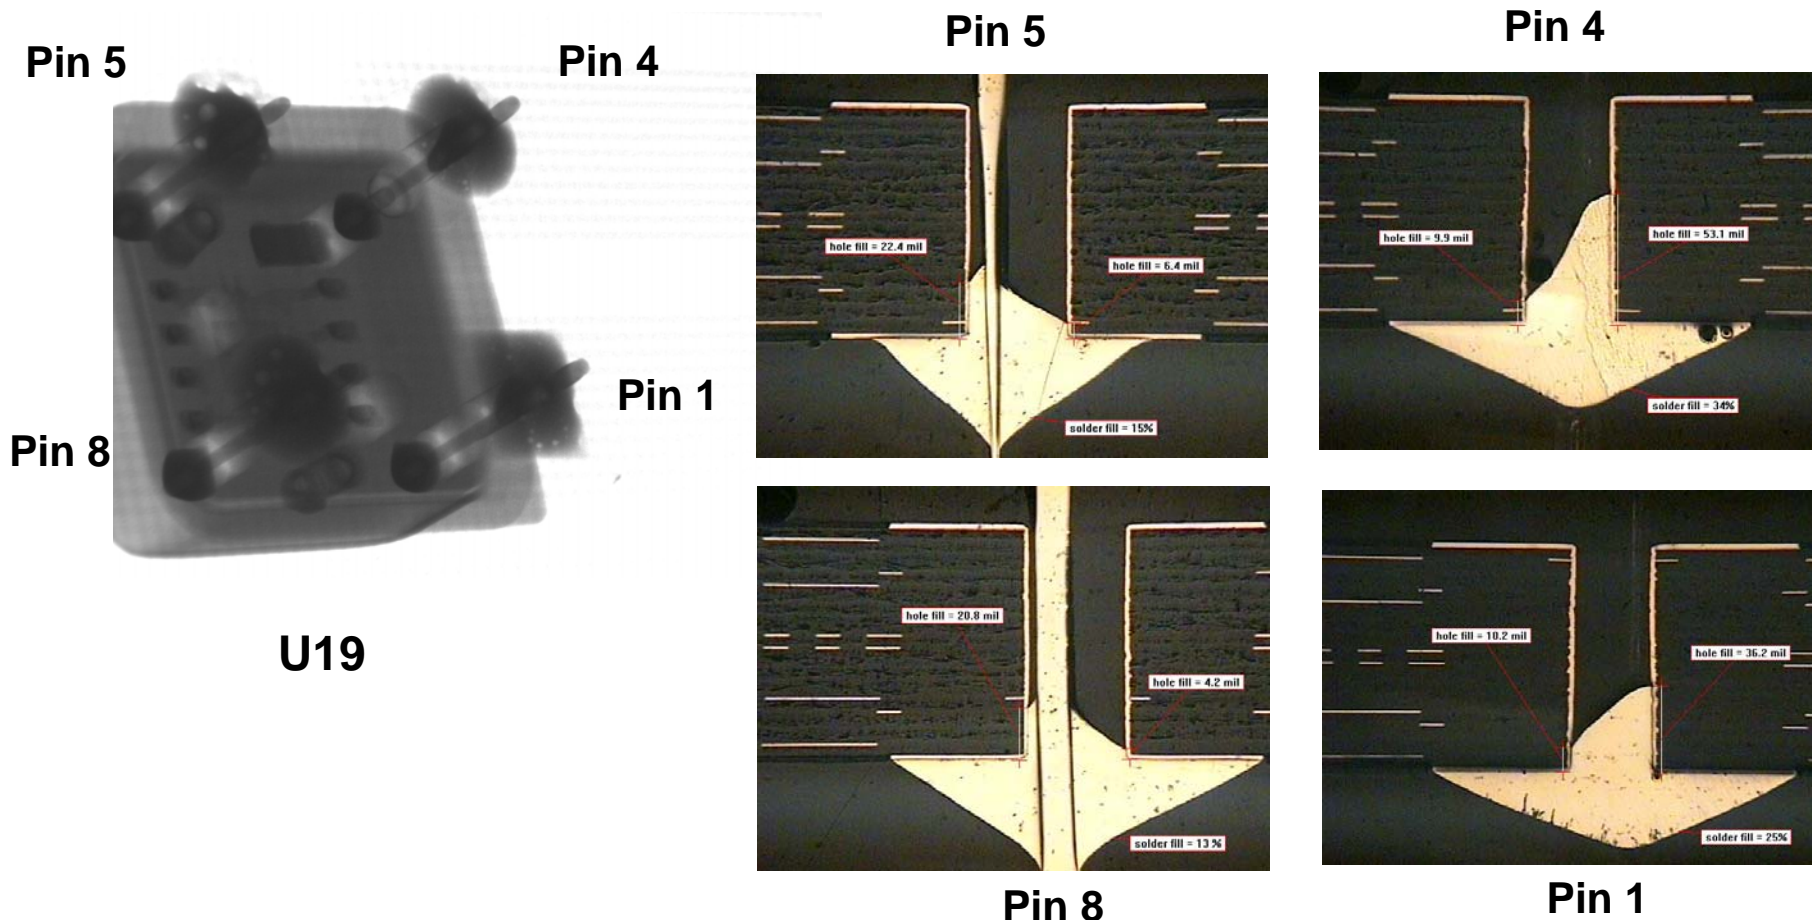 Pin 5
Pin 4
Pin 1
Pin 8
U19
Pin 5
hole fill = 22.4 mil
hole fill = 6.4 mil
solder fill = 15%
Pin 4
hole fill = 9.9 mil
hole fill = 53.1 mil
solder fill = 34%
hole fill = 20.8 mil
hole fill = 4.2 mil
solder fill = 13 %
Pin 8
hole fill = 10.2 mil
hole fill = 36.2 mil
solder fill = 25%
Pin 1